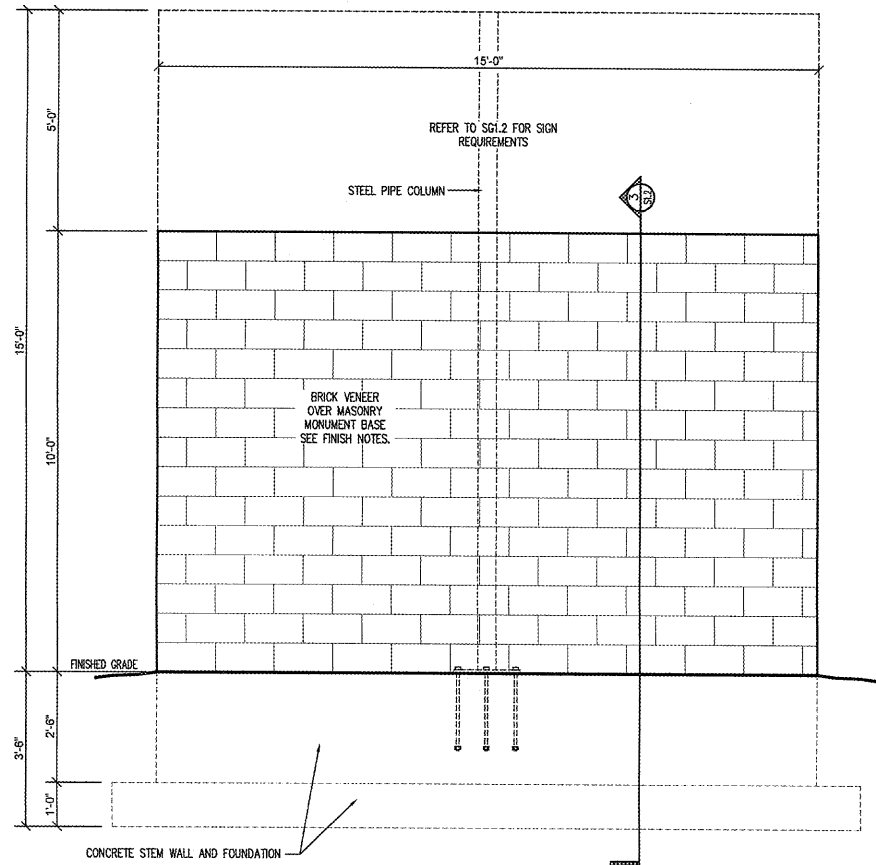 15'-0"
5'-0"
REFER TO SG1.2 FOR SIGN
REQUIREMENTS
STEEL PIPE COLUMN
3
S1.2
15'-0"
10'-0"
BRICK VENEER
OVER MASONRY
MONUMENT BASE
SEE FINISH NOTES.
FINISHED GRADE
2'-6"
3'-6"
1'-0"
CONCRETE STEM WALL AND FOUNDATION